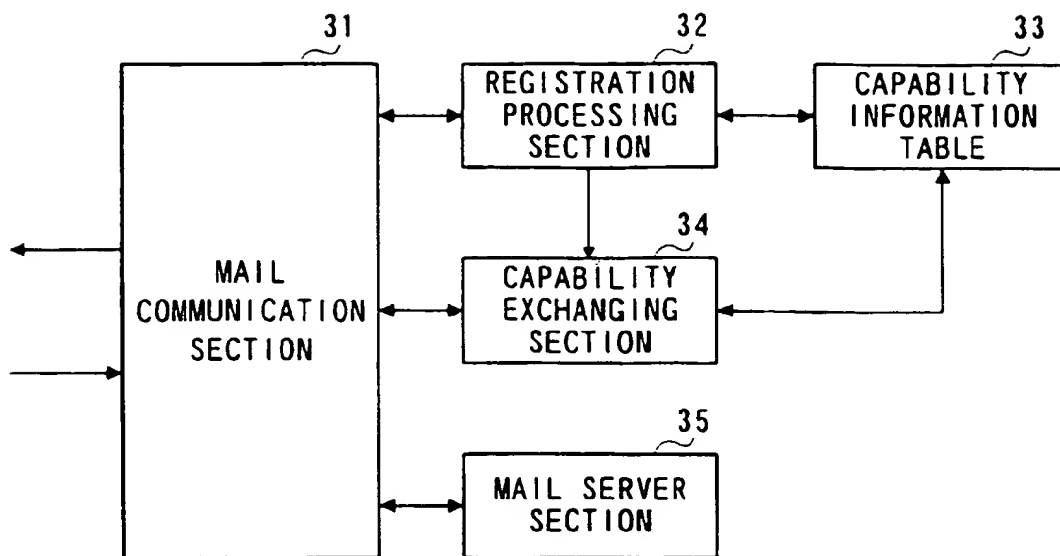 31
32
33
REGISTRATION
PROCESSING
SECTION
CAPABILITY
INFORMATION
TABLE
34
MAIL
COMMUNICATION
SECTION
CAPABILITY
EXCHANGING
SECTION
35
MAIL SERVER
SECTION